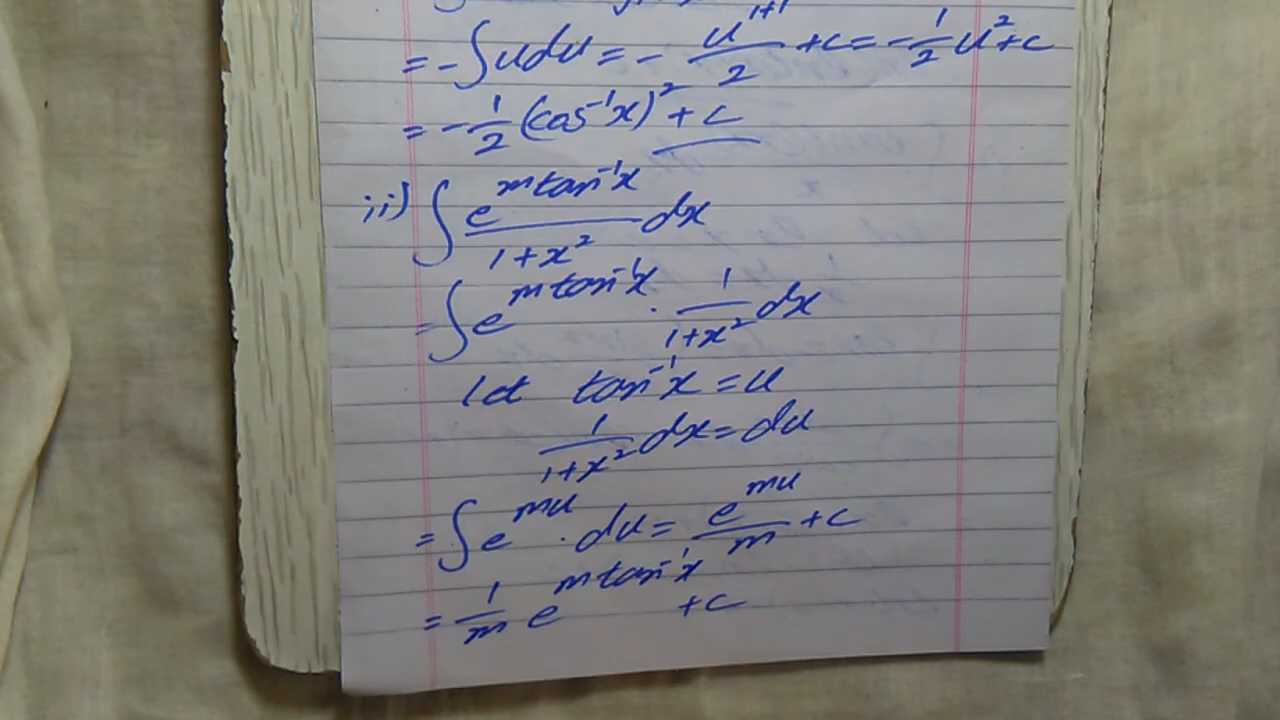 = -∫udu = - u^{1+1}/2 +c = -1/2 u²+c
= -1/2 (cos⁻¹x)² + c
ii) ∫ e^{m tan⁻¹x}/(1+x²) dx
= ∫ e^{m tan⁻¹x} · 1/(1+x²) dx
let tan⁻¹x = u
1/(1+x²) dx = du
= ∫ e^{mu} · du = e^{mu}/m + c
= 1/m e^{m tan⁻¹x} + c